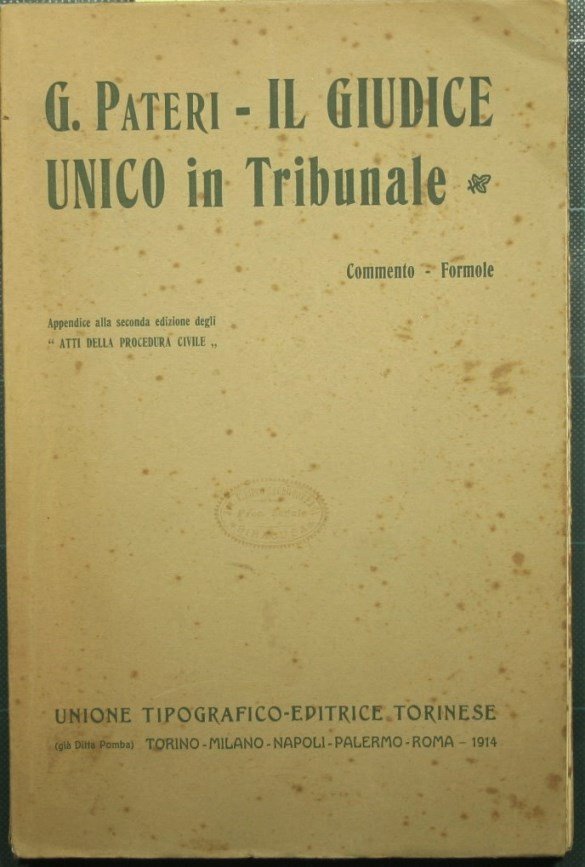 G. PATERI - IL GIUDICE
UNICO in Tribunale
Commento - Formole
Appendice alla seconda edizione degli
“ ATTI DELLA PROCEDURA CIVILE „
UNIONE TIPOGRAFICO-EDITRICE TORINESE
(già Ditta Pomba) TORINO - MILANO - NAPOLI - PALERMO - ROMA - 1914